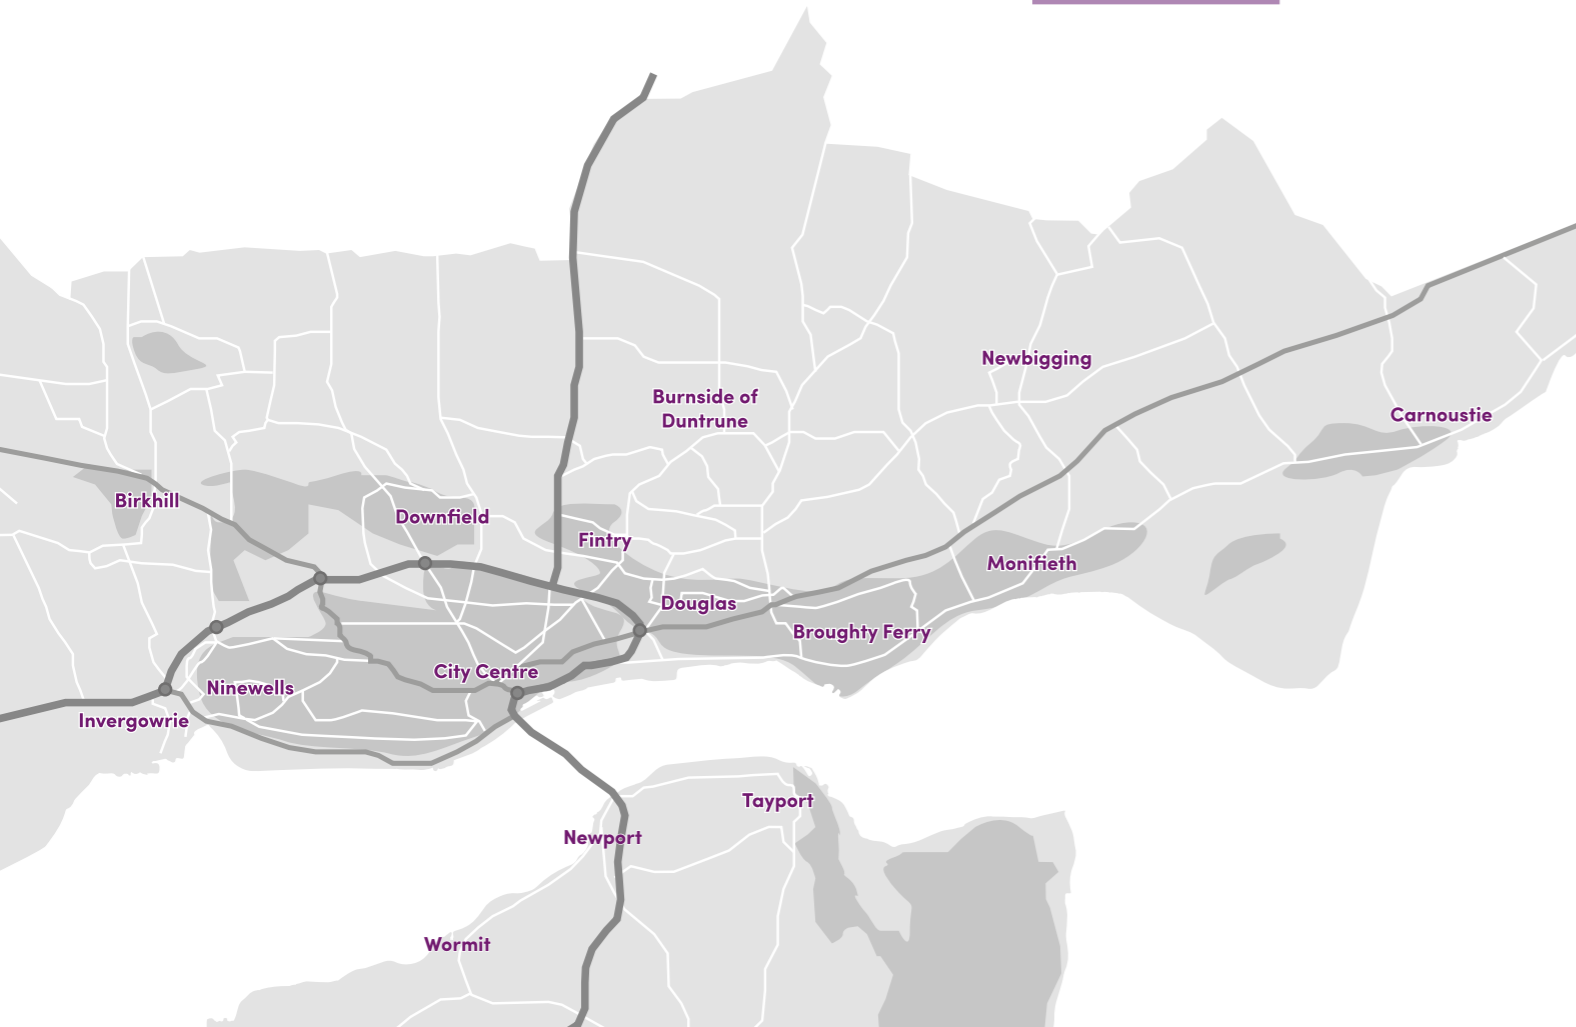 Newbigging
Burnside of
Duntrune
Carnoustie
Birkhill
Downfield
Fintry
Monifieth
Douglas
Broughty Ferry
City Centre
Ninewells
Invergowrie
Tayport
Newport
Wormit